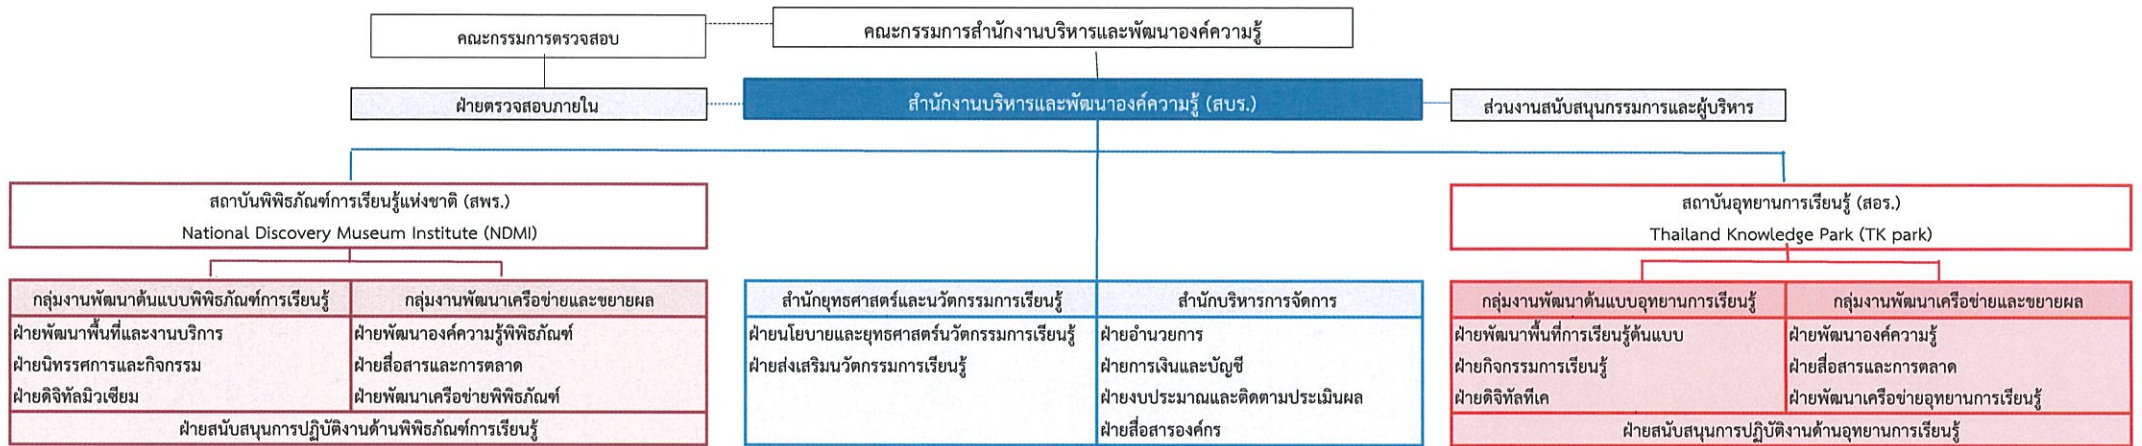 คณะกรรมการตรวจสอบ
คณะกรรมการสำนักงานบริหารและพัฒนาองค์ความรู้
ฝ่ายตรวจสอบภายใน
สำนักงานบริหารและพัฒนาองค์ความรู้ (สบร.)
ส่วนงานสนับสนุนกรรมการและผู้บริหาร
สถาบันพิพิธภัณฑ์การเรียนรู้แห่งชาติ (สพร.)
National Discovery Museum Institute (NDMI)
กลุ่มงานพัฒนาต้นแบบพิพิธภัณฑ์การเรียนรู้
ฝ่ายพัฒนาพื้นที่และงานบริการ
ฝ่ายนิทรรศการและกิจกรรม
ฝ่ายดิจิทัลมิวเซียม
กลุ่มงานพัฒนาเครือข่ายและขยายผล
ฝ่ายพัฒนาองค์ความรู้พิพิธภัณฑ์
ฝ่ายสื่อสารและการตลาด
ฝ่ายพัฒนาเครือข่ายพิพิธภัณฑ์
ฝ่ายสนับสนุนการปฏิบัติงานด้านพิพิธภัณฑ์การเรียนรู้
สำนักยุทธศาสตร์และนวัตกรรมการเรียนรู้
ฝ่ายนโยบายและยุทธศาสตร์นวัตกรรมการเรียนรู้
ฝ่ายส่งเสริมนวัตกรรมการเรียนรู้
สำนักบริหารการจัดการ
ฝ่ายอำนวยการ
ฝ่ายการเงินและบัญชี
ฝ่ายงบประมาณและติดตามประเมินผล
ฝ่ายสื่อสารองค์กร
สถาบันอุทยานการเรียนรู้ (สอร.)
Thailand Knowledge Park (TK park)
กลุ่มงานพัฒนาต้นแบบอุทยานการเรียนรู้
ฝ่ายพัฒนาพื้นที่การเรียนรู้ต้นแบบ
ฝ่ายกิจกรรมการเรียนรู้
ฝ่ายดิจิทัลทีเค
กลุ่มงานพัฒนาเครือข่ายและขยายผล
ฝ่ายพัฒนาองค์ความรู้
ฝ่ายสื่อสารและการตลาด
ฝ่ายพัฒนาเครือข่ายอุทยานการเรียนรู้
ฝ่ายสนับสนุนการปฏิบัติงานด้านอุทยานการเรียนรู้